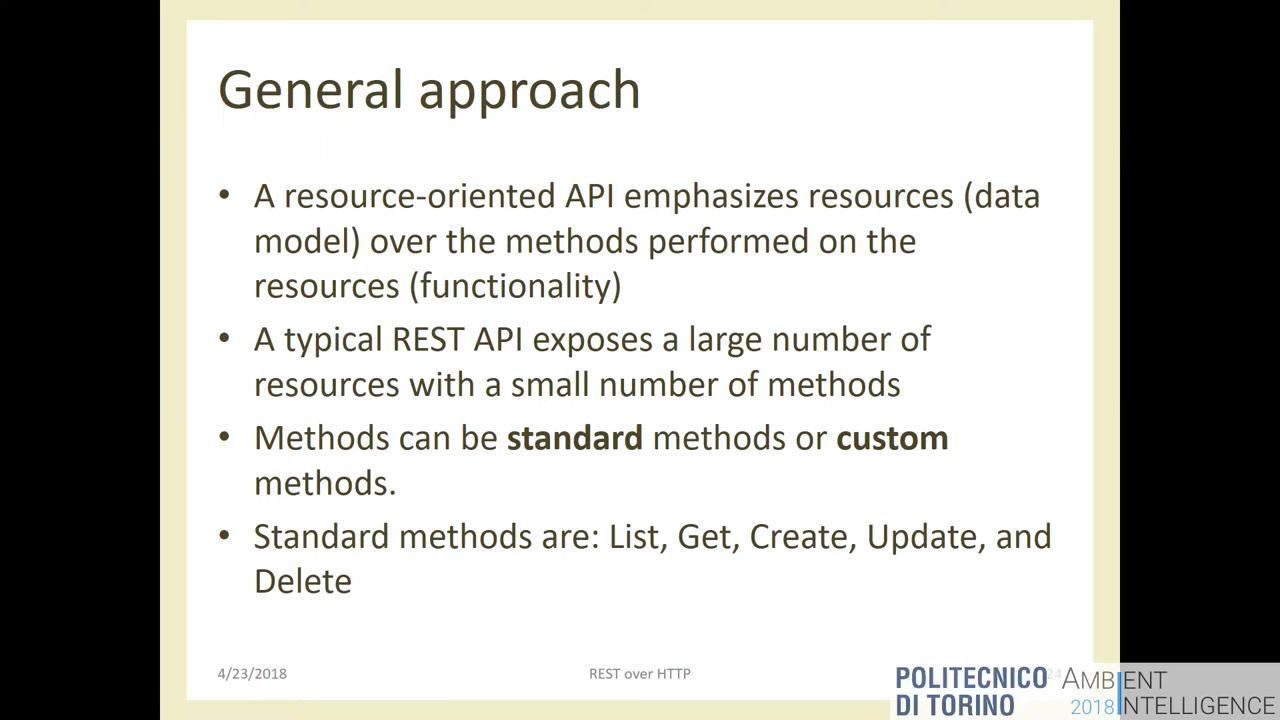 General approach
• A resource-oriented API emphasizes resources (data
model) over the methods performed on the
resources (functionality)
• A typical REST API exposes a large number of
resources with a small number of methods
• Methods can be standard methods or custom
methods.
• Standard methods are: List, Get, Create, Update, and
Delete
4/23/2018
REST over HTTP
24
POLITECNICO
DI TORINO
AMBIENT
2018 INTELLIGENCE